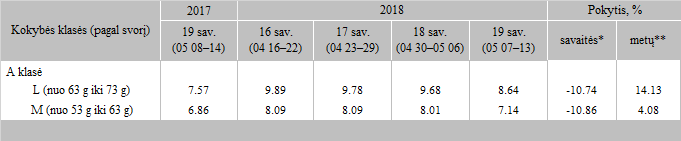 Kokybės klasės (pagal svorį) 2017 2018 Pokytis, %
19 sav. (05 08–14) 16 sav. (04 16–22) 17 sav. (04 23–29) 18 sav. (04 30–05 06) 19 sav. (05 07–13) savaitės* metų**
A klasė
L (nuo 63 g iki 73 g) 7.57 9.89 9.78 9.68 8.64 -10.74 14.13
M (nuo 53 g iki 63 g) 6.86 8.09 8.09 8.01 7.14 -10.86 4.08